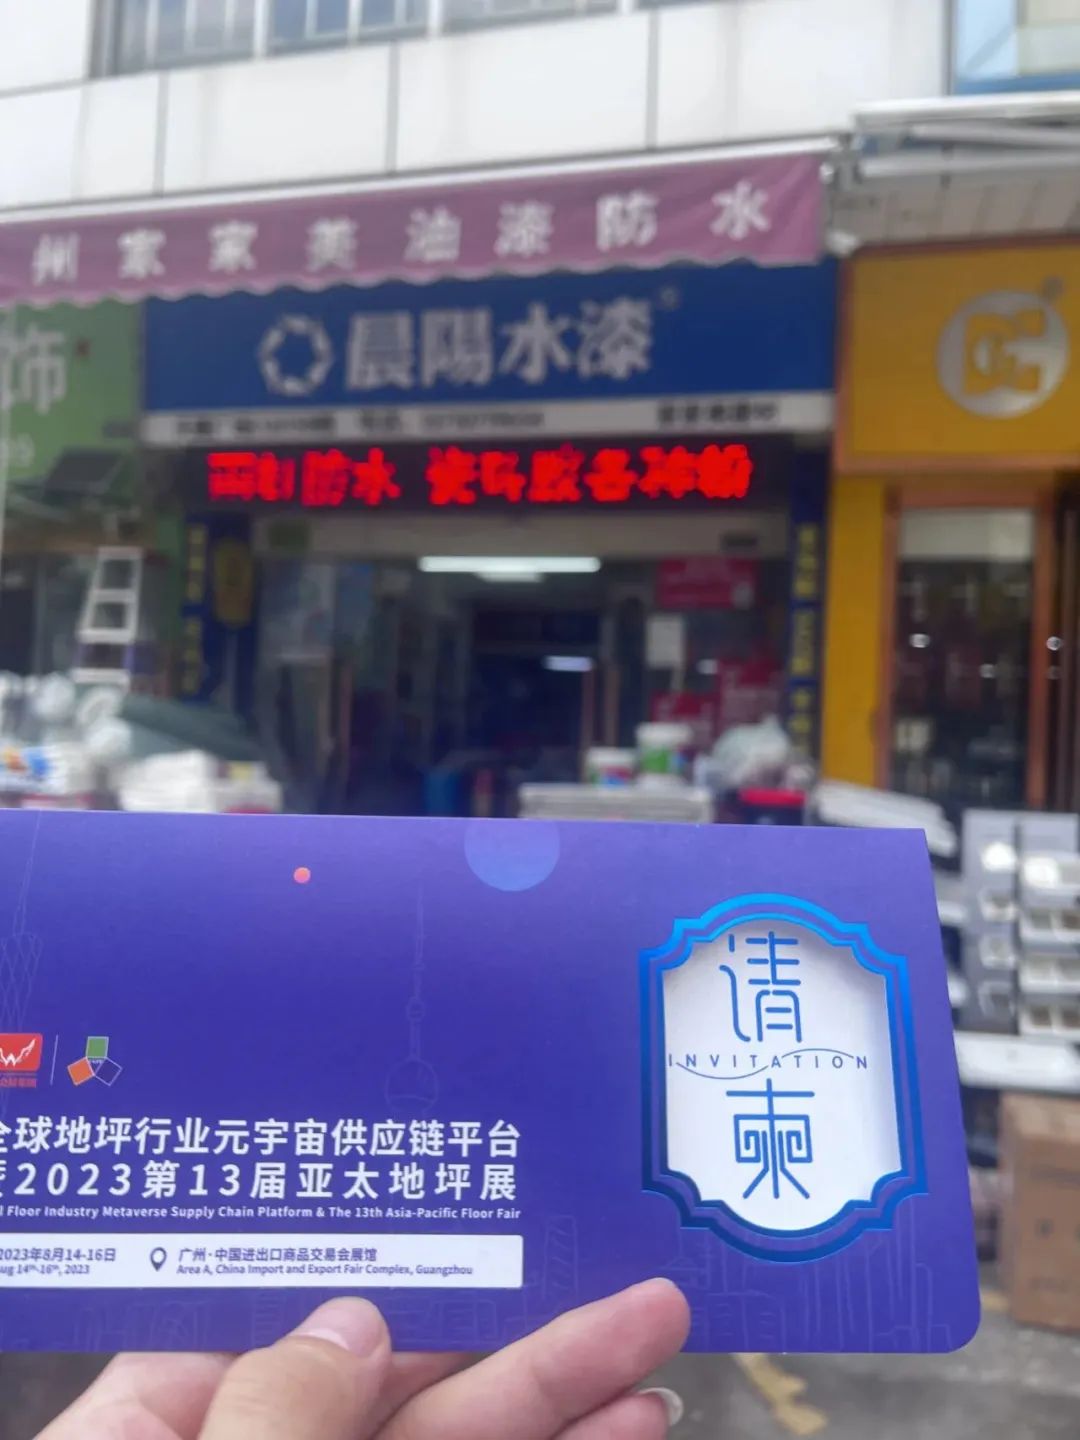 州家家美油漆防水
饰
晨陽水漆
防水
请
INVITATION
柬
全球地坪行业元宇宙供应链平台
暨2023第13届亚太地坪展
l Floor Industry Metaverse Supply Chain Platform & The 13th Asia-Pacific Floor Fair
2023年8月14-16日
广州·中国进出口商品交易会展馆
ug 14th-16th, 2023
Area A, China Import and Export Fair Complex, Guangzhou